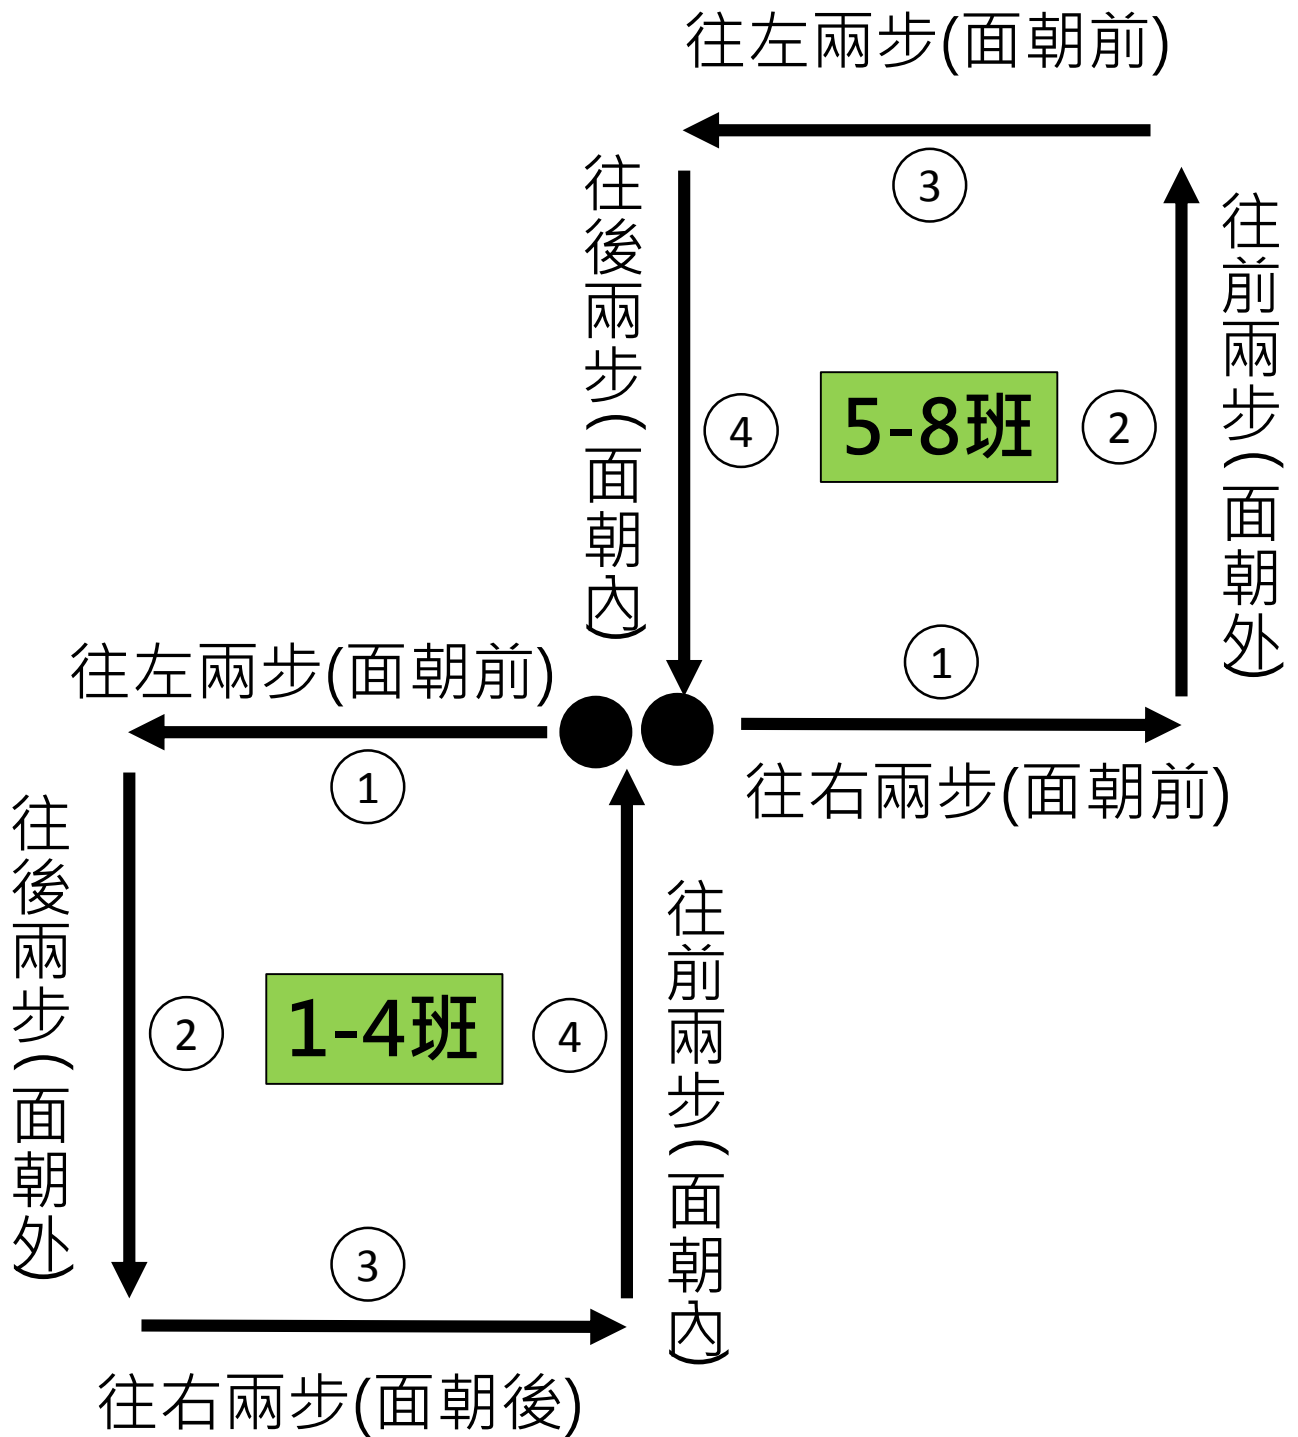 往左兩步(面朝前)
③
往後兩步(面朝內)
往前兩步(面朝外)
④
5-8班
②
①
往左兩步(面朝前)
往右兩步(面朝前)
①
往後兩步(面朝外)
往前兩步(面朝內)
②
1-4班
④
③
往右兩步(面朝後)